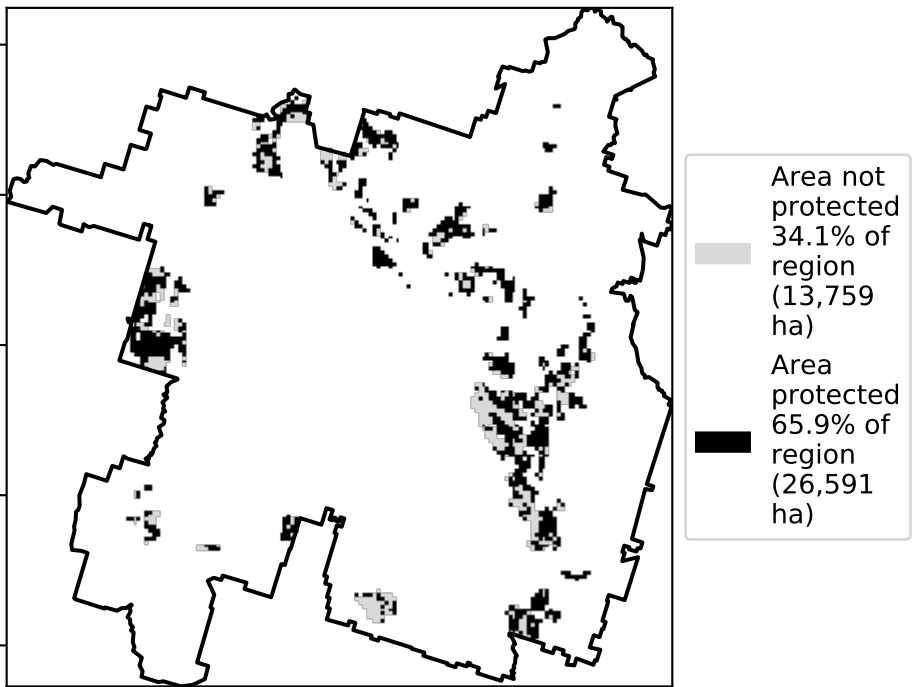 Area not
protected
34.1% of
region
(13,759
ha)
Area
protected
65.9% of
region
(26,591
ha)